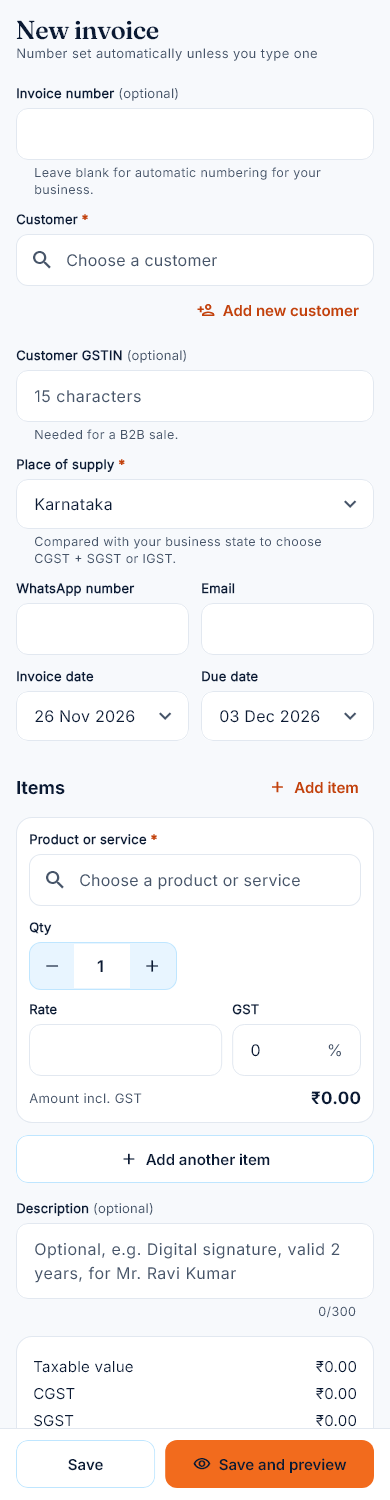 New invoice
Number set automatically unless you type one
Invoice number (optional)
Leave blank for automatic numbering for your
business.
Customer *
Choose a customer
Add new customer
Customer GSTIN (optional)
15 characters
Needed for a B2B sale.
Place of supply *
Karnataka
Compared with your business state to choose
CGST + SGST or IGST.
WhatsApp number Email
Invoice date Due date
26 Nov 2026 03 Dec 2026
Items + Add item
Product or service *
Choose a product or service
Qty
− 1 +
Rate GST
0 %
Amount incl. GST ₹0.00
+ Add another item
Description (optional)
Optional, e.g. Digital signature, valid 2
years, for Mr. Ravi Kumar
0/300
Taxable value ₹0.00
CGST ₹0.00
SGST ₹0.00
Save Save and preview